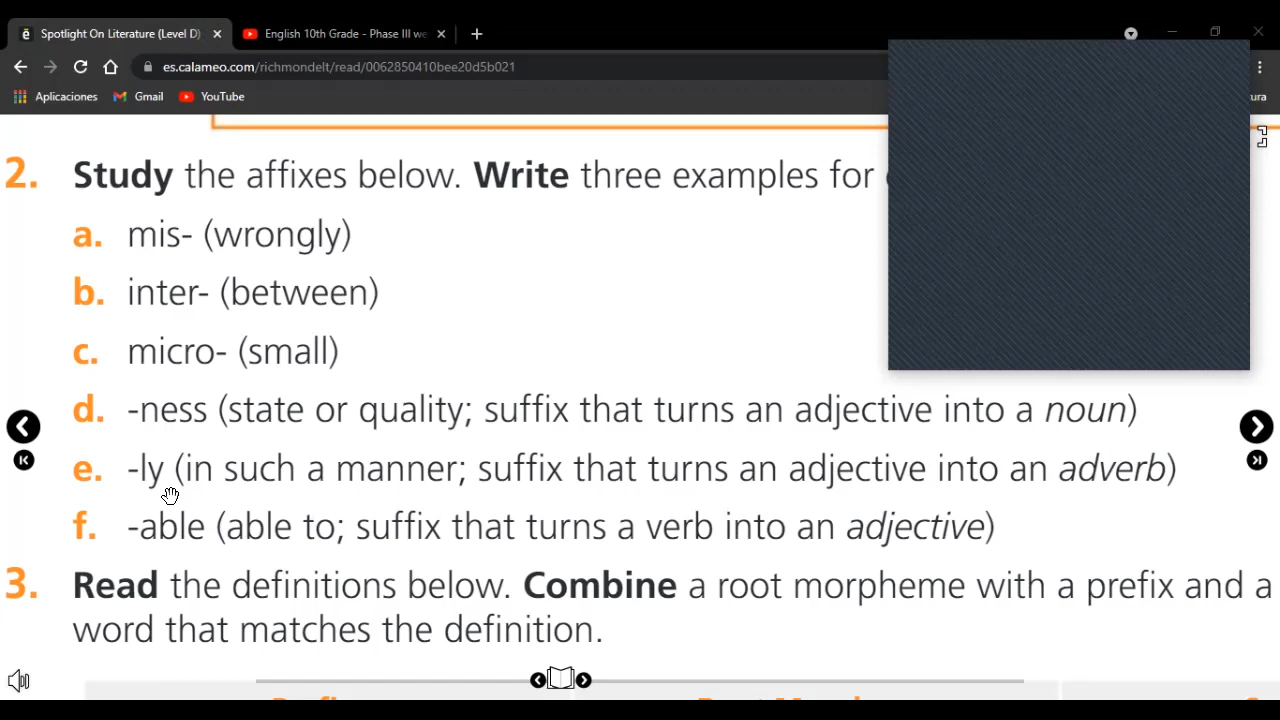 Spotlight On Literature (Level D)
English 10th Grade - Phase III we
es.calameo.com/richmondelt/read/0062850410bee20d5b021
Aplicaciones Gmail YouTube
2. Study the affixes below. Write three examples for
a. mis- (wrongly)
b. inter- (between)
c. micro- (small)
d. -ness (state or quality; suffix that turns an adjective into a noun)
e. -ly (in such a manner; suffix that turns an adjective into an adverb)
f. -able (able to; suffix that turns a verb into an adjective)
3. Read the definitions below. Combine a root morpheme with a prefix and a
word that matches the definition.